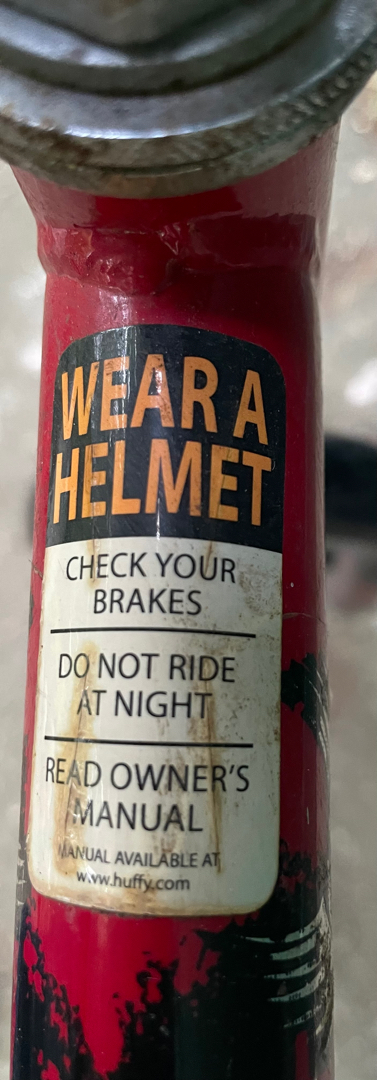 WEAR A
HELMET
CHECK YOUR
BRAKES
DO NOT RIDE
AT NIGHT
READ OWNER'S
MANUAL
MANUAL AVAILABLE AT
www.huffy.com